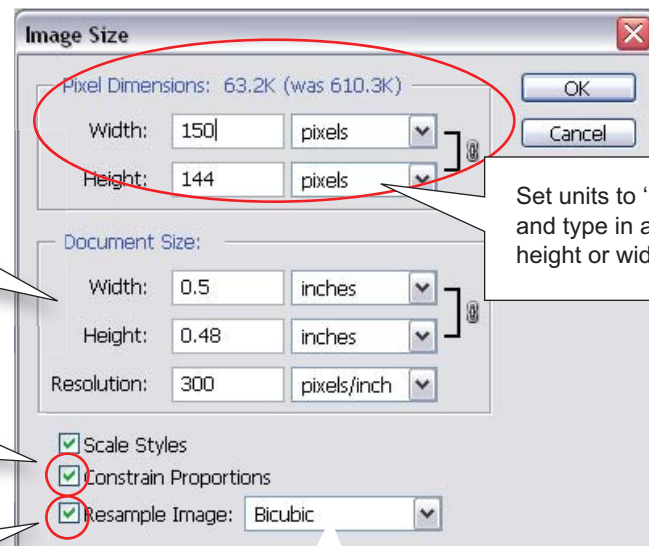 Image Size
Pixel Dimensions: 63.2K (was 610.3K)
OK
Width: 150 pixels
Cancel
Height: 144 pixels
Set units to '
and type in a
height or wid
Document Size:
Width: 0.5 inches
Height: 0.48 inches
Resolution: 300 pixels/inch
Scale Styles
Constrain Proportions
Resample Image: Bicubic